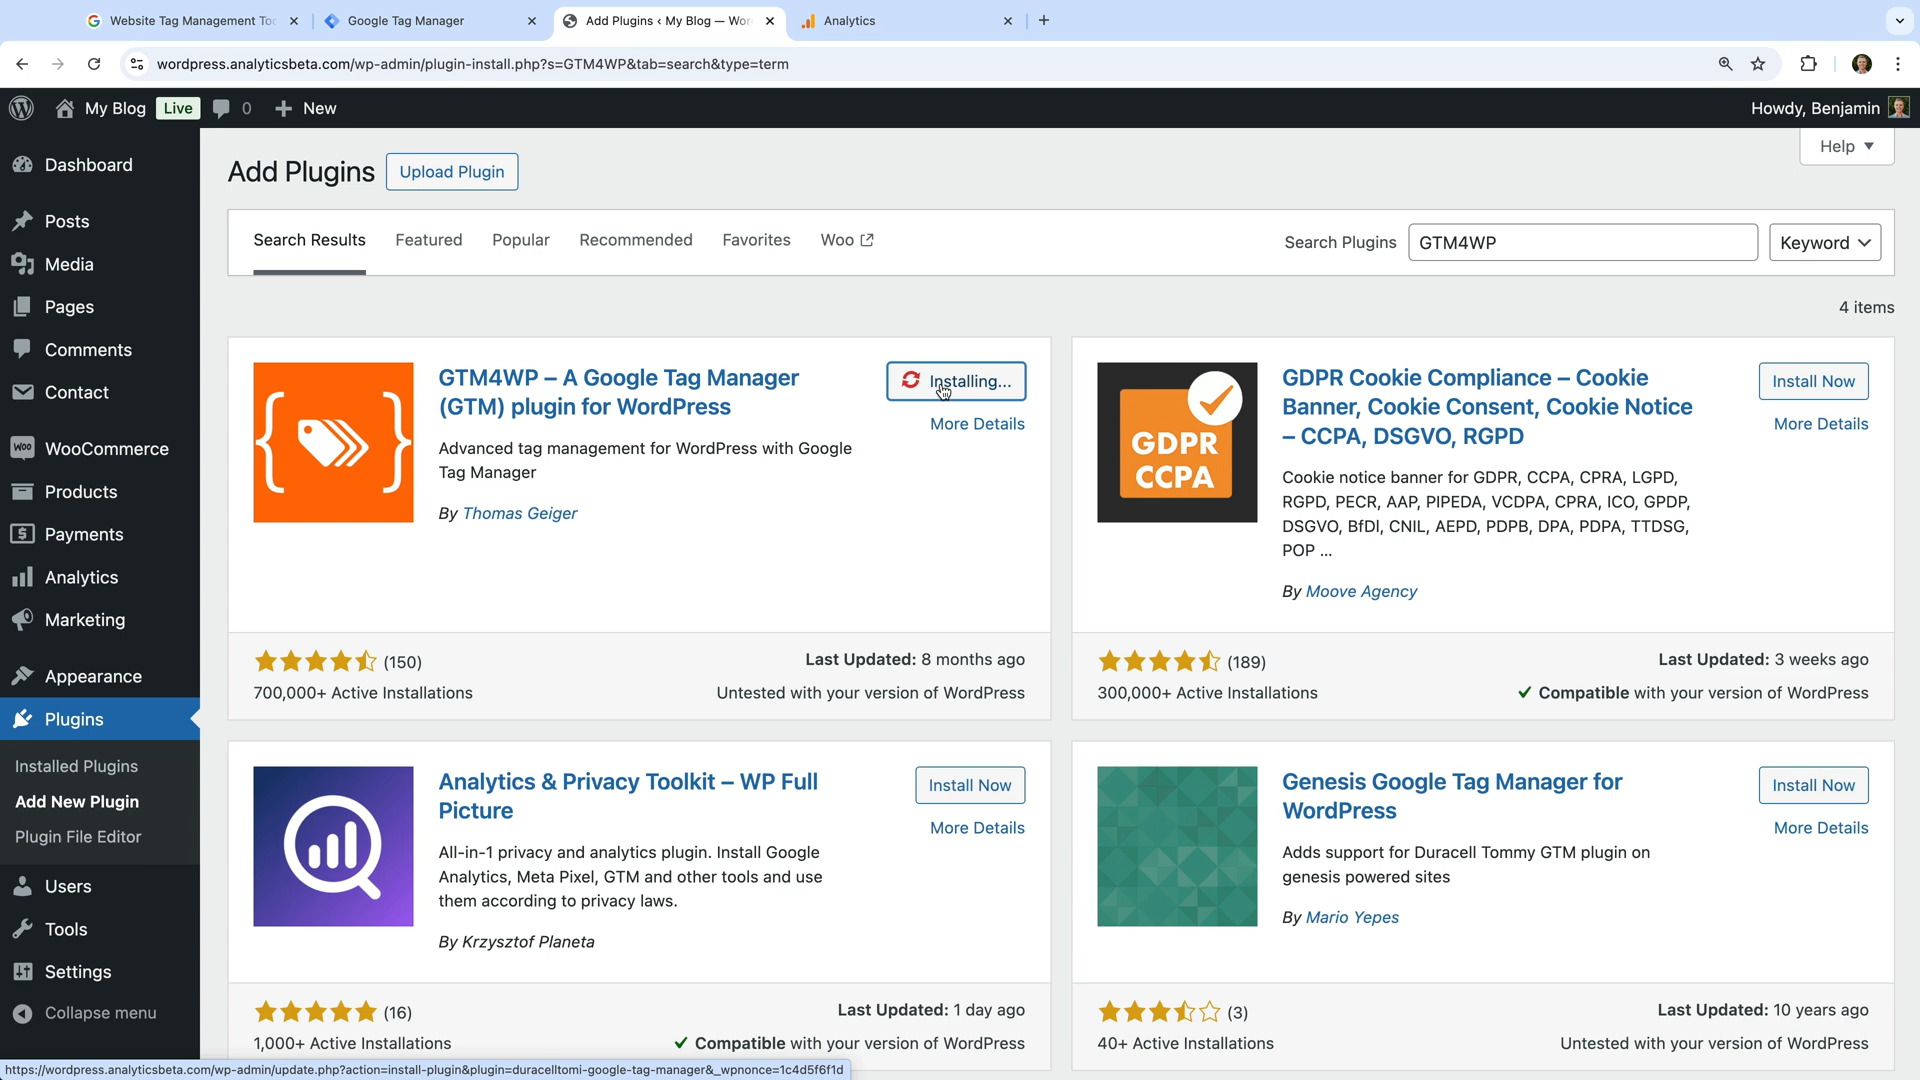 Website Tag Management Too
Google Tag Manager
Add Plugins ‹ My Blog — Wor
Analytics
wordpress.analyticsbeta.com/wp-admin/plugin-install.php?s=GTM4WP&tab=search&type=term
My Blog
Live
0
New
Howdy, Benjamin
Dashboard
Posts
Media
Pages
Comments
Contact
WooCommerce
Products
Payments
Analytics
Marketing
Appearance
Plugins
Installed Plugins
Add New Plugin
Plugin File Editor
Users
Tools
Settings
Collapse menu
Help
Add Plugins
Upload Plugin
Search Results
Featured
Popular
Recommended
Favorites
Woo
Search Plugins
GTM4WP
Keyword
4 items
GTM4WP – A Google Tag Manager
(GTM) plugin for WordPress
Installing...
More Details
Advanced tag management for WordPress with Google
Tag Manager
By Thomas Geiger
(150)
700,000+ Active Installations
Last Updated: 8 months ago
Untested with your version of WordPress
GDPR
CCPA
GDPR Cookie Compliance – Cookie
Banner, Cookie Consent, Cookie Notice
– CCPA, DSGVO, RGPD
Install Now
More Details
Cookie notice banner for GDPR, CCPA, CPRA, LGPD,
RGPD, PECR, AAP, PIPEDA, VCDPA, CPRA, ICO, GPDP,
DSGVO, BfDI, CNIL, AEPD, PDPB, DPA, PDPA, TTDSG,
POP ...
By Moove Agency
(189)
300,000+ Active Installations
Last Updated: 3 weeks ago
Compatible with your version of WordPress
Analytics & Privacy Toolkit – WP Full
Picture
Install Now
More Details
All-in-1 privacy and analytics plugin. Install Google
Analytics, Meta Pixel, GTM and other tools and use
them according to privacy laws.
By Krzysztof Planeta
(16)
1,000+ Active Installations
Last Updated: 1 day ago
Compatible with your version of WordPress
Genesis Google Tag Manager for
WordPress
Install Now
More Details
Adds support for Duracell Tommy GTM plugin on
genesis powered sites
By Mario Yepes
(3)
40+ Active Installations
Last Updated: 10 years ago
Untested with your version of WordPress
https://wordpress.analyticsbeta.com/wp-admin/update.php?action=install-plugin&plugin=duracelltomi-google-tag-manager&_wpnonce=1c4d5f6f1d